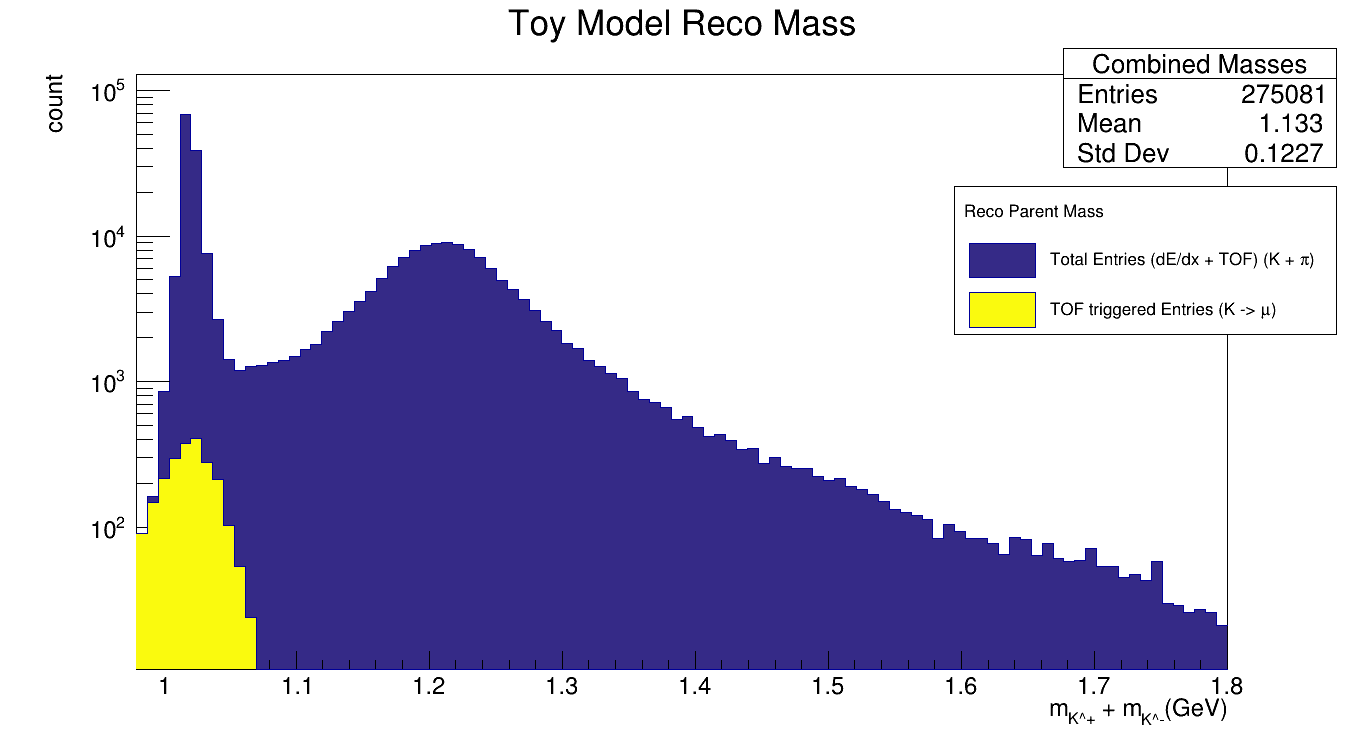 Toy Model Reco Mass
Combined Masses
Entries 275081
Mean 1.133
Std Dev 0.1227
count
10^5
10^4
10^3
10^2
Reco Parent Mass
Total Entries (dE/dx + TOF) (K + π)
TOF triggered Entries (K -> μ)
1 1.1 1.2 1.3 1.4 1.5 1.6 1.7 1.8
m_K^+ + m_K^-(GeV)